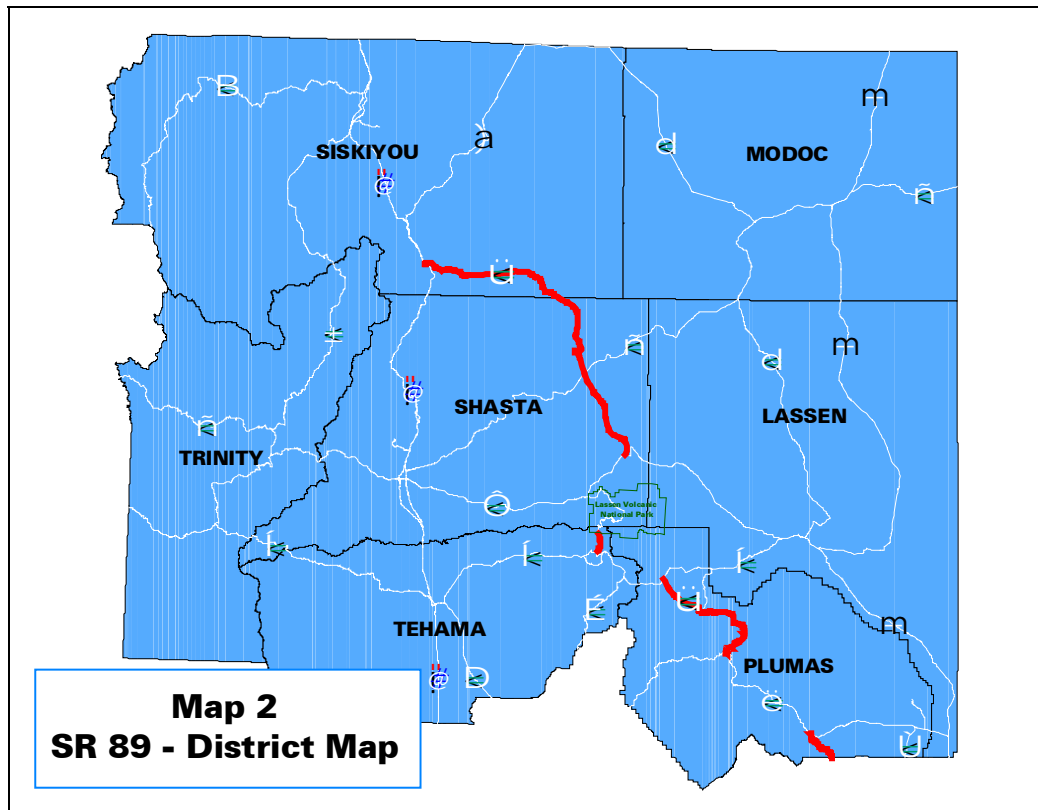 B
m
à
d
SISKIYOU
MODOC
@
ñ
ü
ñ
m
d
@
SHASTA
LASSEN
ñ
TRINITY
Ô
Lassen Volcanic
National Park
k
í
É
ü
m
TEHAMA
PLUMAS
@
D
ë
Map 2
SR 89 - District Map